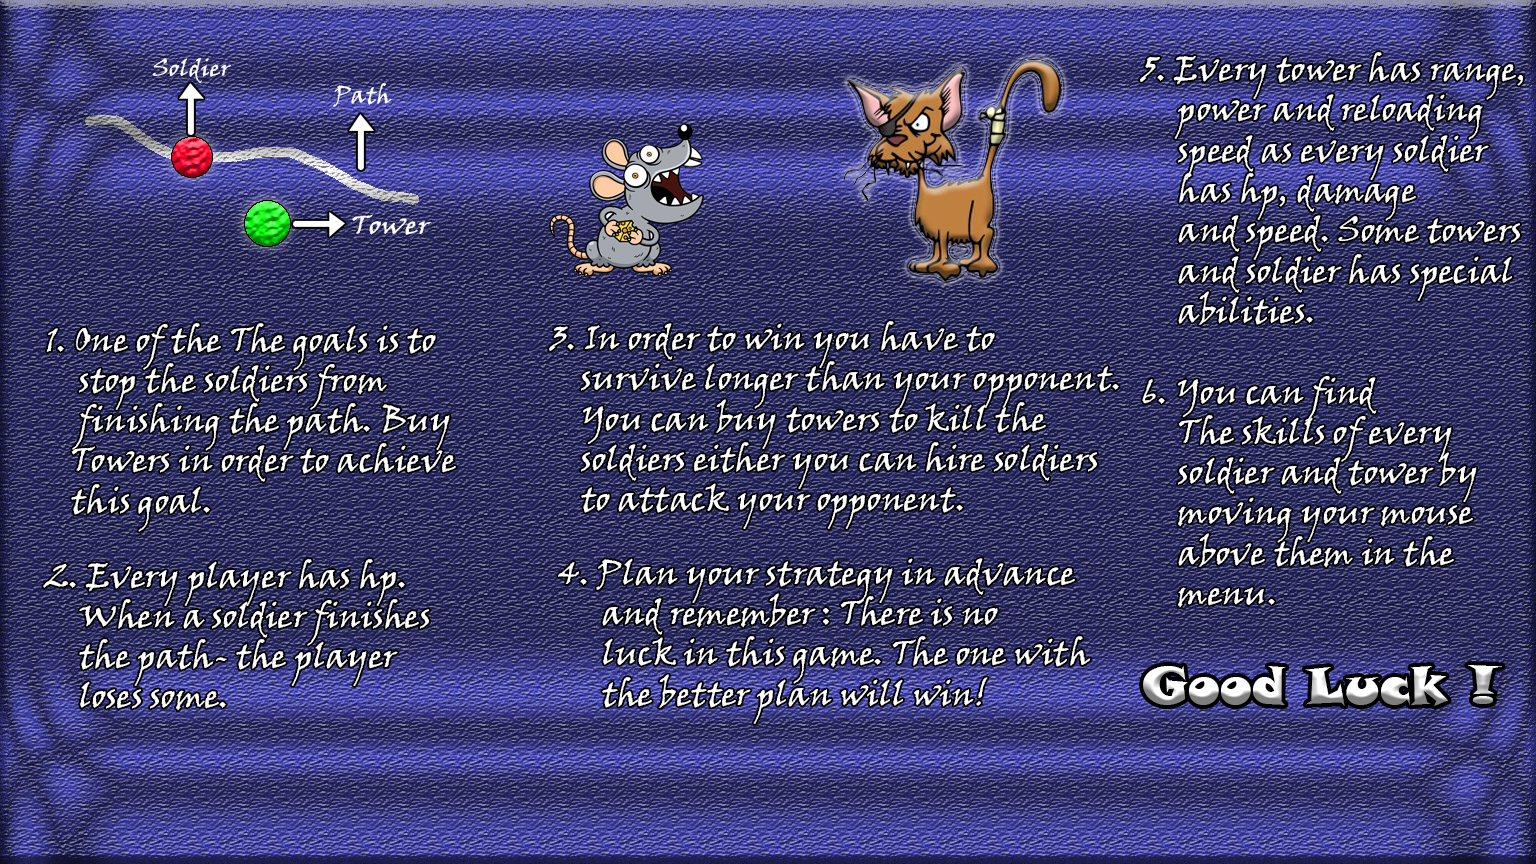 Soldier
Path
Tower
1. One of the The goals is to
stop the soldiers from
finishing the path. Buy
Towers in order to achieve
this goal.
2. Every player has hp.
When a soldier finishes
the path- the player
loses some.
3. In order to win you have to
survive longer than your opponent.
You can buy towers to kill the
soldiers either you can hire soldiers
to attack your opponent.
4. Plan your strategy in advance
and remember : There is no
luck in this game. The one with
the better plan will win!
5. Every tower has range,
power and reloading
speed as every soldier
has hp, damage
and speed. Some towers
and soldier has special
abilities.
6. You can find
The skills of every
soldier and tower by
moving your mouse
above them in the
menu.
Good Luck !